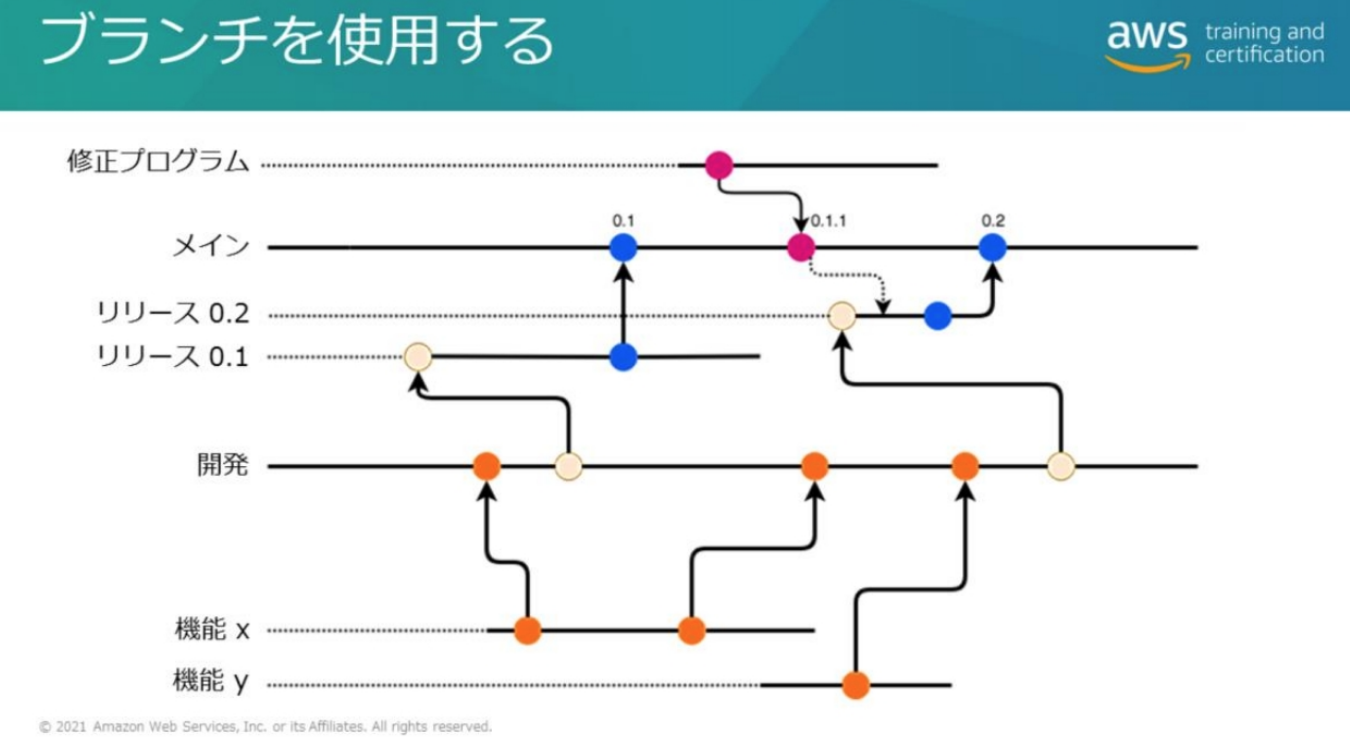 ブランチを使用する
aws training and
certification
修正プログラム
0.1
0.1.1
0.2
メイン
リリース 0.2
リリース 0.1
開発
機能 x
機能 y
© 2021 Amazon Web Services, Inc. or its Affiliates. All rights reserved.